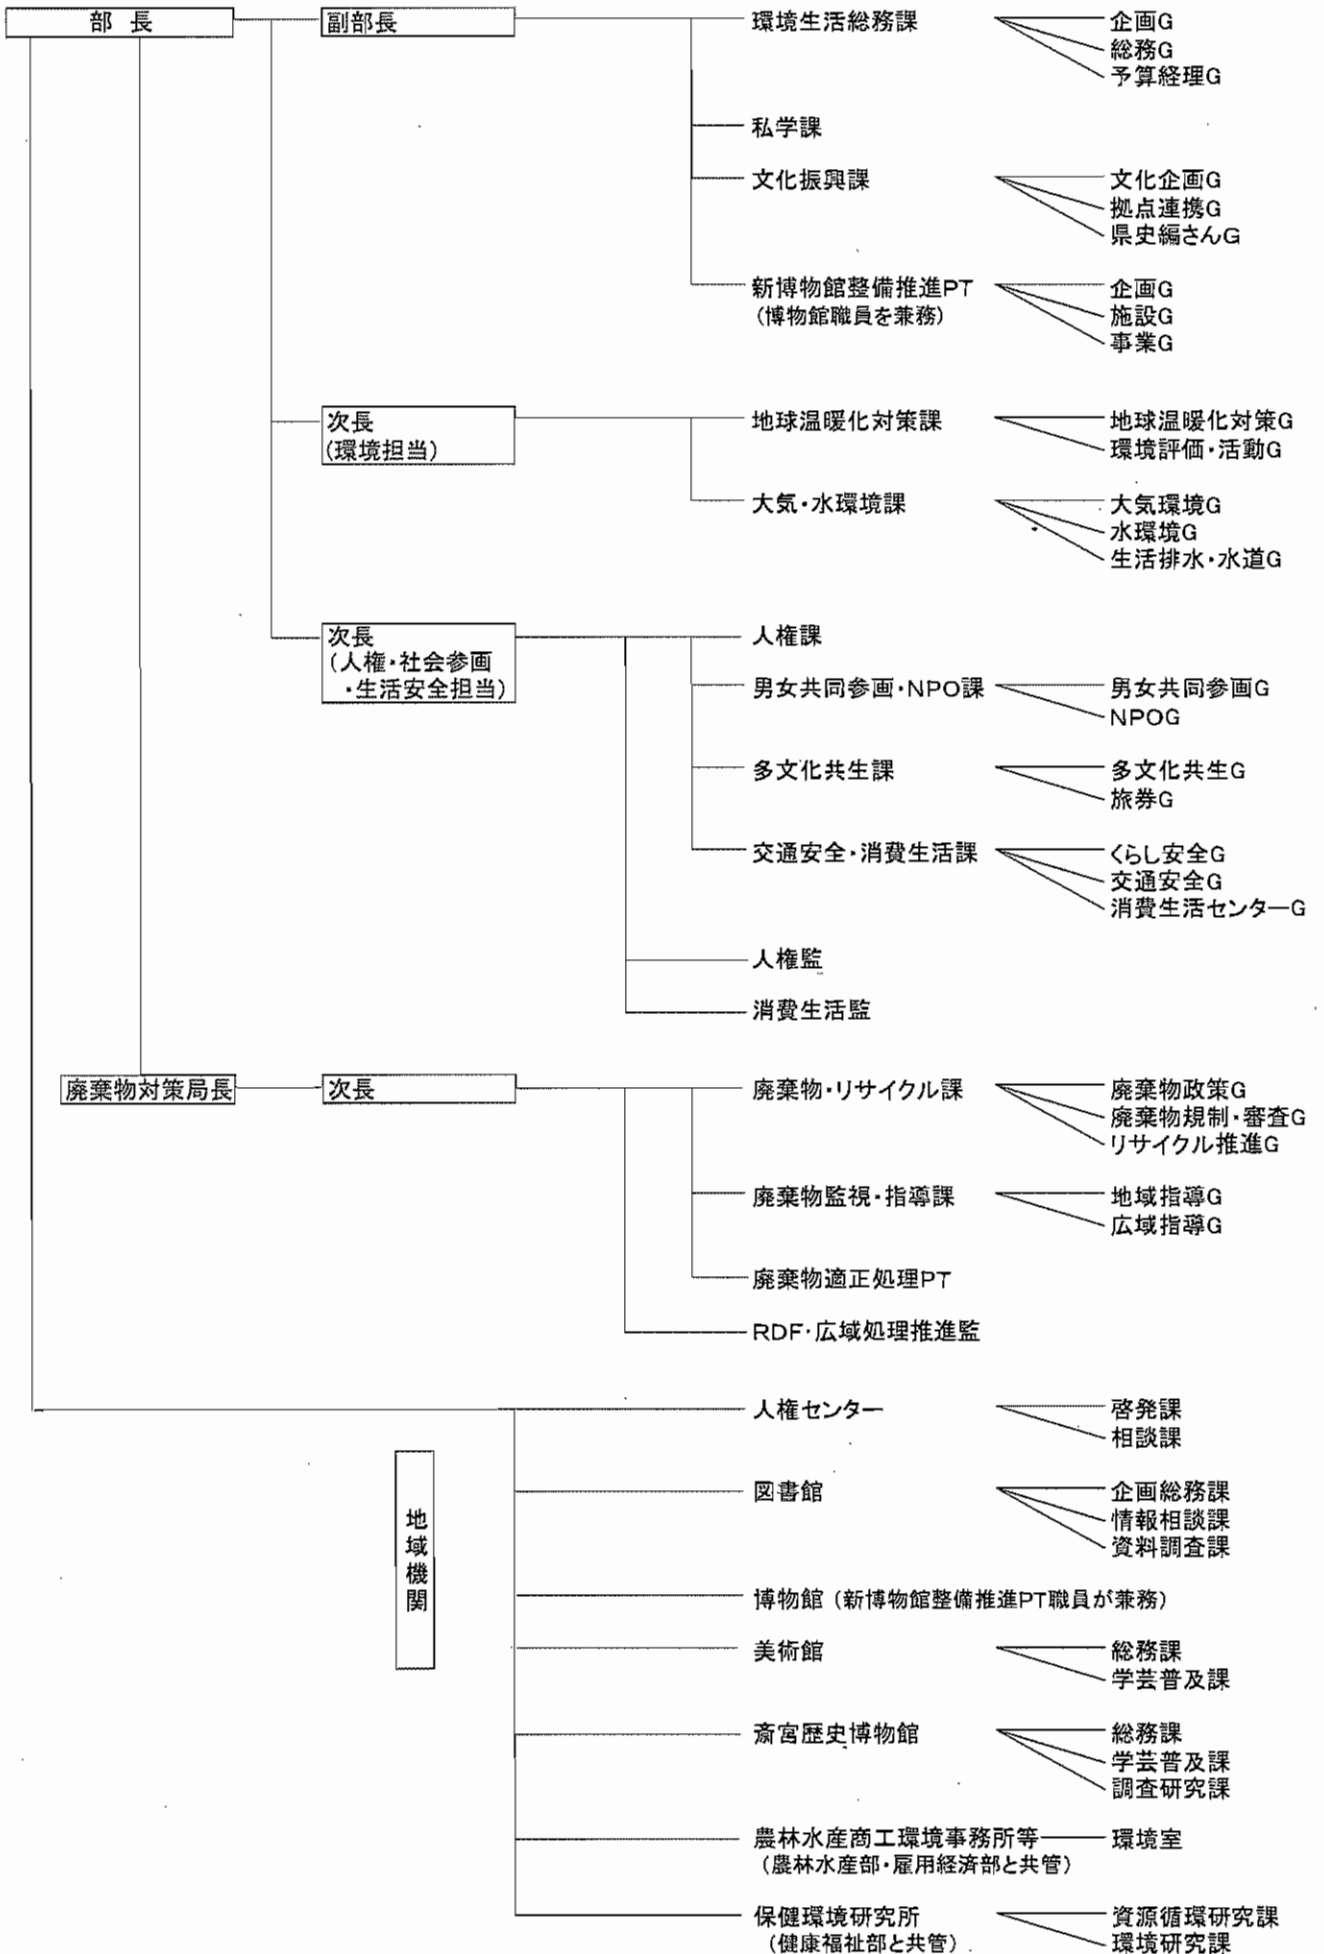 部 長
副部長
環境生活総務課
企画G
総務G
予算経理G
私学課
文化振興課
文化企画G
拠点連携G
県史編さんG
新博物館整備推進PT
(博物館職員を兼務)
企画G
施設G
事業G
次長
(環境担当)
地球温暖化対策課
地球温暖化対策G
環境評価・活動G
大気・水環境課
大気環境G
水環境G
生活排水・水道G
次長
(人権・社会参画
・生活安全担当)
人権課
男女共同参画・NPO課
男女共同参画G
NPOG
多文化共生課
多文化共生G
旅券G
交通安全・消費生活課
くらし安全G
交通安全G
消費生活センターG
人権監
消費生活監
廃棄物対策局長
次長
廃棄物・リサイクル課
廃棄物政策G
廃棄物規制・審査G
リサイクル推進G
廃棄物監視・指導課
地域指導G
広域指導G
廃棄物適正処理PT
RDF・広域処理推進監
地域機関
人権センター
啓発課
相談課
図書館
企画総務課
情報相談課
資料調査課
博物館(新博物館整備推進PT職員が兼務)
美術館
総務課
学芸普及課
斎宮歴史博物館
総務課
学芸普及課
調査研究課
農林水産商工環境事務所等
環境室
(農林水産部・雇用経済部と共管)
保健環境研究所
(健康福祉部と共管)
資源循環研究課
環境研究課